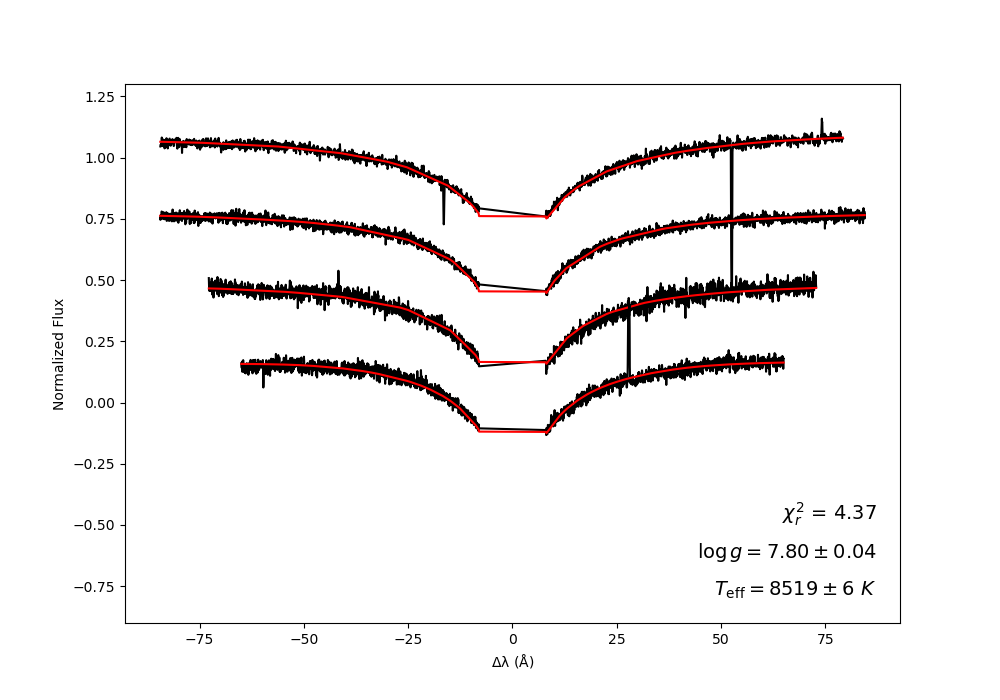 1.25
1.00
0.75
0.50
0.25
0.00
−0.25
−0.50
−0.75
Normalized Flux
χ²ᵣ = 4.37
log g = 7.80 ± 0.04
T_eff = 8519 ± 6 K
−75 −50 −25 0 25 50 75
Δλ (Å)